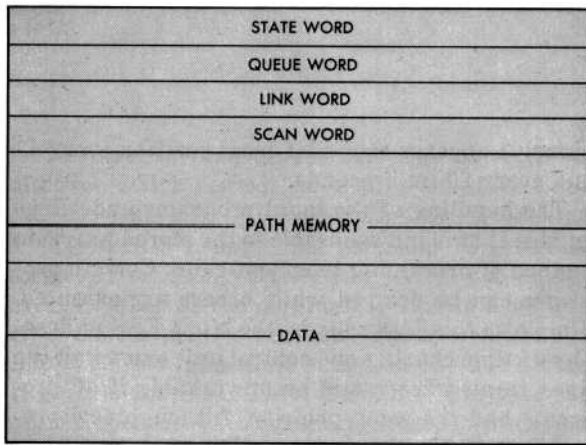 STATE WORD
QUEUE WORD
LINK WORD
SCAN WORD
PATH MEMORY
DATA